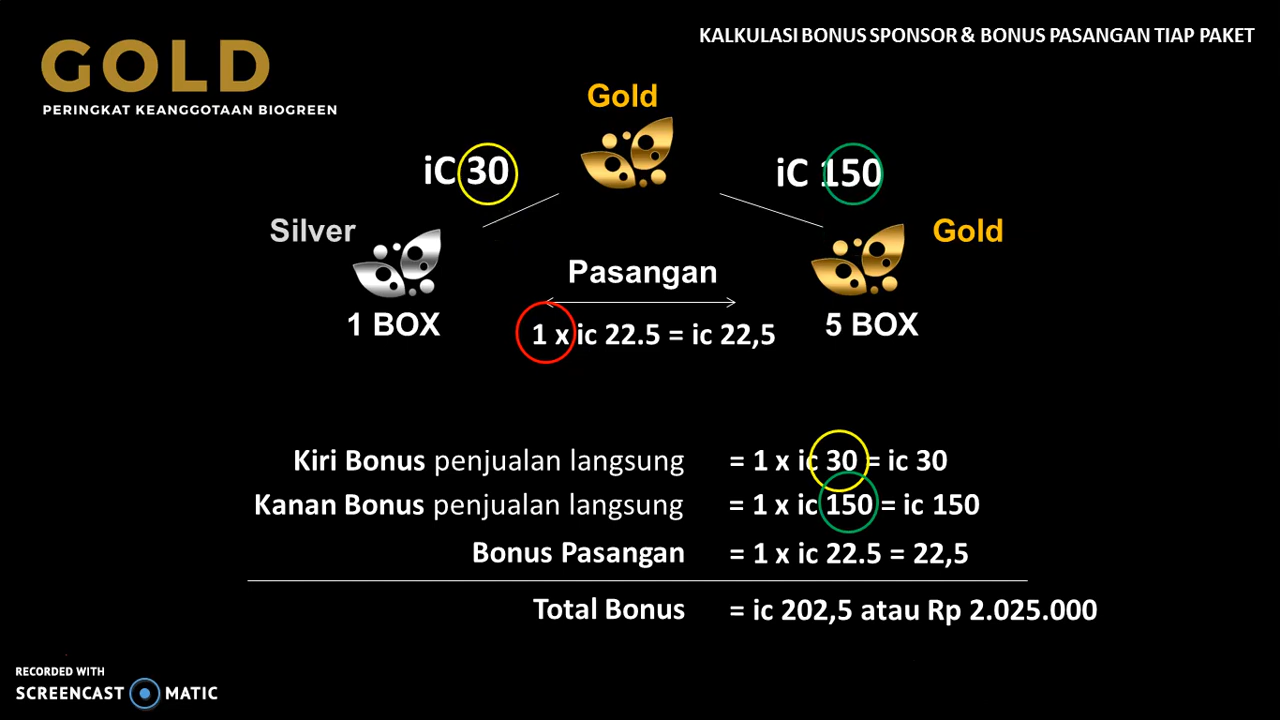 KALKULASI BONUS SPONSOR & BONUS PASANGAN TIAP PAKET
GOLD
PERINGKAT KEANGGOTAAN BIOGREEN
Gold
iC 30
iC 150
Silver
Gold
Pasangan
1 BOX
5 BOX
1 x ic 22.5 = ic 22,5
Kiri Bonus penjualan langsung = 1 x ic 30 = ic 30
Kanan Bonus penjualan langsung = 1 x ic 150 = ic 150
Bonus Pasangan = 1 x ic 22.5 = 22,5
Total Bonus = ic 202,5 atau Rp 2.025.000
RECORDED WITH
SCREENCAST MATIC